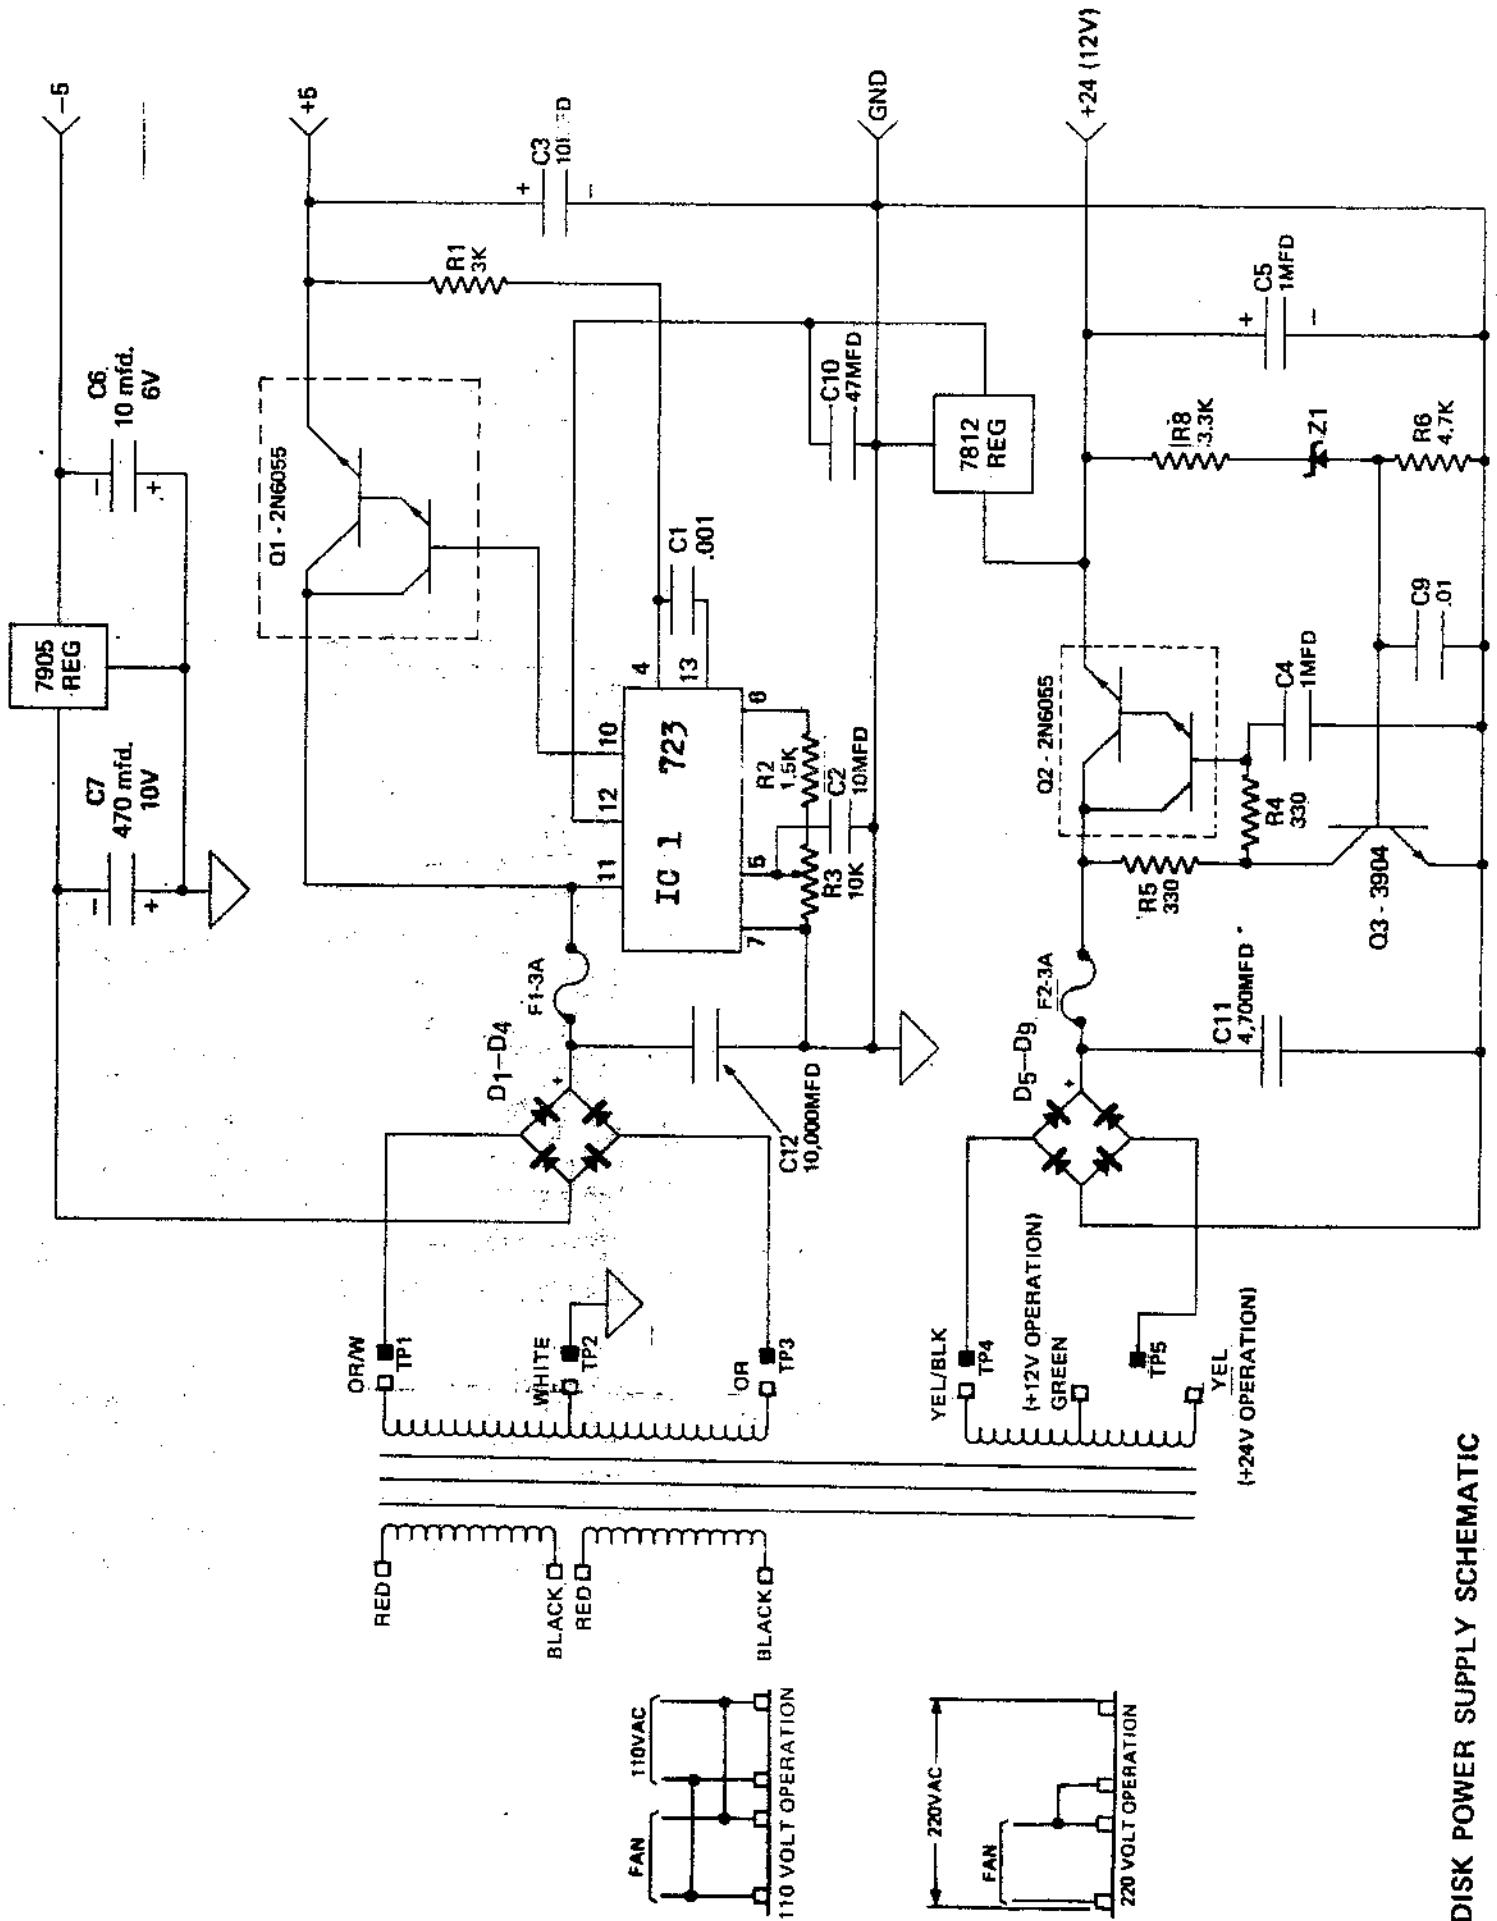 DISK POWER SUPPLY SCHEMATIC
FAN
110VAC
110 VOLT OPERATION
220VAC
FAN
220 VOLT OPERATION
RED
BLACK
RED
BLACK
OR/W
TP1
WHITE
TP2
OR
TP3
YEL/BLK
TP4
(+12V OPERATION)
GREEN
TP5
YEL
(+24V OPERATION)
D1–D4
+
F1-3A
C12
10,000MFD
C7
470 mfd.
10V
–
+
7905
REG
C6
10 mfd.
6V
–
+
–5
Q1 - 2N6055
+5
C3
+
–
R1
3K
IC 1 723
11
12
10
4
13
7
5
6
C1
.001
R2
1.5K
R3
10K
C2
10MFD
C10
.47MFD
7812
REG
GND
D5–D9
+
F2-3A
C11
4,700MFD
R5
330
R4
330
Q2 - 2N6055
C4
1MFD
Q3 - 3904
C9
.01
R8
3.3K
Z1
R6
4.7K
C5
1MFD
+
–
+24 (12V)